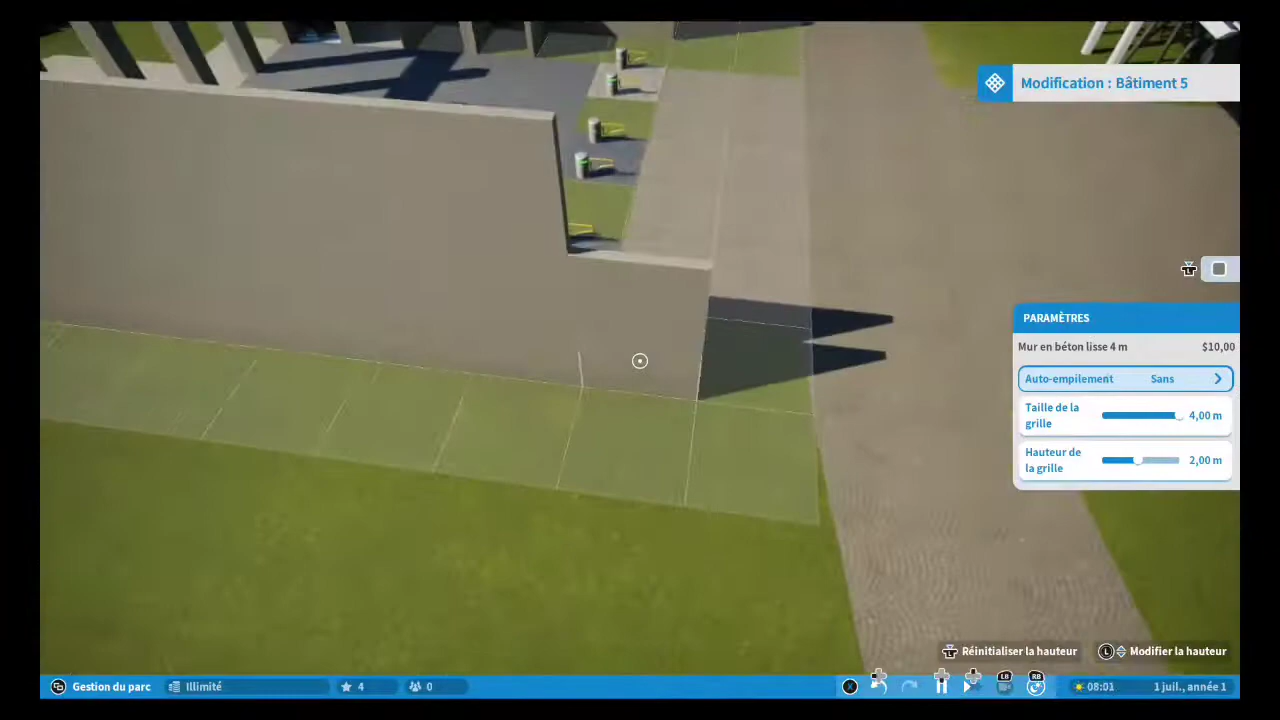 Modification : Bâtiment 5
PARAMÈTRES
Mur en béton lisse 4 m $10,00
Auto-empilement Sans
Taille de la grille 4,00 m
Hauteur de la grille 2,00 m
Réinitialiser la hauteur
L Modifier la hauteur
Gestion du parc
Illimité
4
0
X
LB
RB
08:01
1 juil., année 1